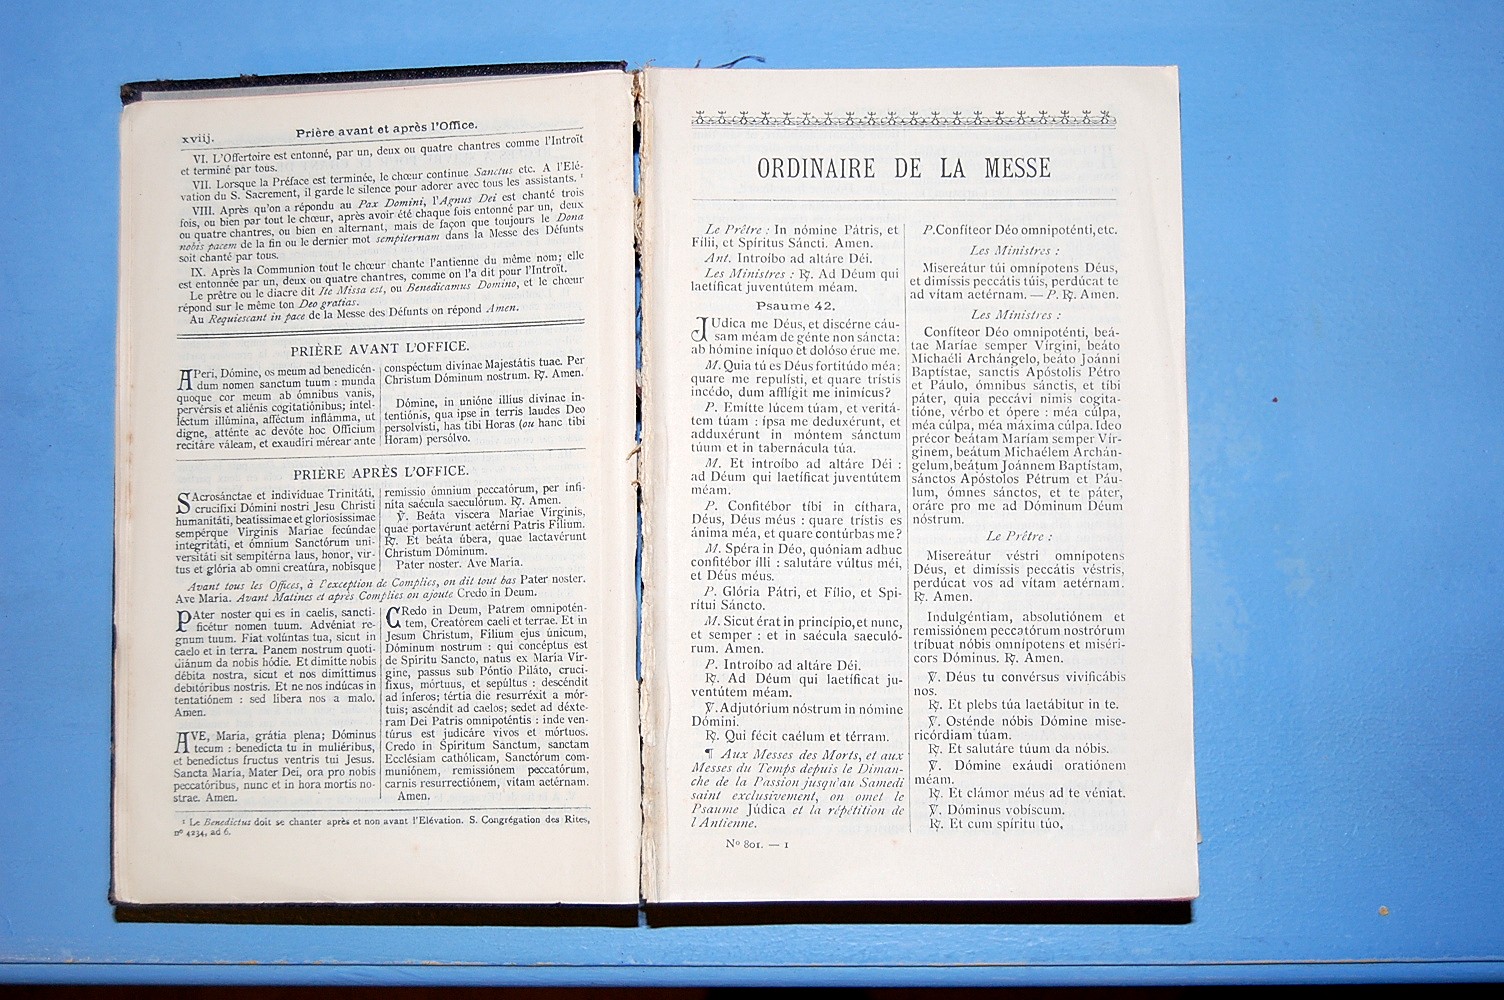 xviij.
Prière avant et après l'Office.
VI. L'Offertoire est entonné, par un, deux ou quatre chantres comme l'Introït
et terminé par tous.
VII. Lorsque la Préface est terminée, le chœur continue Sanctus etc. A l'Elé-
vation du S. Sacrement, il garde le silence pour adorer avec tous les assistants. ¹
VIII. Après qu'on a répondu au Pax Domini, l'Agnus Dei est chanté trois
fois, ou bien par tout le chœur, après avoir été chaque fois entonné par un, deux
ou quatre chantres, ou bien en alternant, mais de façon que toujours le Dona
nobis pacem de la fin ou le dernier mot sempiternam dans la Messe des Défunts
soit chanté par tous.
IX. Après la Communion tout le chœur chante l'antienne du même nom; elle
est entonnée par un, deux ou quatre chantres, comme on l'a dit pour l'Introït.
Le prêtre ou le diacre dit Ite Missa est, ou Benedicamus Domino, et le chœur
répond sur le même ton Deo gratias.
Au Requiescant in pace de la Messe des Défunts on répond Amen.
PRIÈRE AVANT L'OFFICE.
APeri, Dómine, os meum ad benedicén-
dum nomen sanctum tuum : munda
quoque cor meum ab ómnibus vanis,
pervérsis et aliénis cogitatiónibus; intel-
léctum illúmina, afféctum inflámma, ut
digne, atténte ac devóte hoc Officium
recitáre váleam, et exaudíri mérear ante
conspéctum divínae Majestátis tuae. Per
Christum Dóminum nostrum. ℟. Amen.
Dómine, in unióne illíus divínae in-
tentiónis, qua ipse in terris laudes Deo
persolvísti, has tibi Horas (ou hanc tibi
Horam) persólvo.
PRIÈRE APRÈS L'OFFICE.
SAcrosánctae et indivíduae Trinitáti,
crucifíxi Dómini nostri Jesu Christi
humanitáti, beatíssimae et gloriosíssimae
sempérque Vírginis Maríae fecúndae
integritáti, et ómnium Sanctórum uni-
versitáti sit sempitérna laus, honor, vir-
tus et glória ab omni creatúra, nobísque
remíssio ómnium peccatórum, per infi-
níta saécula saeculórum. ℟. Amen.
℣. Beáta víscera Maríae Vírginis,
quae portavérunt aetérni Patris Fílium.
℟. Et beáta úbera, quae lactavérunt
Christum Dóminum.
Pater noster. Ave María.
Avant tous les Offices, à l'exception de Complies, on dit tout bas Pater noster.
Ave María. Avant Matines et après Complies on ajoute Credo in Deum.
PAter noster qui es in caelis, sancti-
ficétur nomen tuum. Advéniat re-
gnum tuum. Fiat volúntas tua, sicut in
caelo et in terra. Panem nostrum quoti-
diánum da nobis hódie. Et dimítte nobis
débita nostra, sicut et nos dimíttimus
debitóribus nostris. Et ne nos indúcas in
tentatiónem : sed líbera nos a malo.
Amen.
AVE, María, grátia plena; Dóminus
tecum : benedícta tu in muliéribus,
et benedíctus fructus ventris tui Jesus.
Sancta María, Mater Dei, ora pro nobis
peccatóribus, nunc et in hora mortis no-
strae. Amen.
CRedo in Deum, Patrem omnipotén-
tem, Creatórem caeli et terrae. Et in
Jesum Christum, Fílium ejus únicum,
Dóminum nostrum : qui concéptus est
de Spíritu Sancto, natus ex María Vír-
gine, passus sub Póntio Piláto, cruci-
fíxus, mórtuus, et sepúltus : descéndit
ad ínferos; tértia die resurréxit a mór-
tuis; ascéndit ad caelos; sedet ad déxte-
ram Dei Patris omnipoténtis : inde ven-
túrus est judicáre vivos et mórtuos.
Credo in Spíritum Sanctum, sanctam
Ecclésiam cathólicam, Sanctórum com-
muniónem, remissiónem peccatórum,
carnis resurrectiónem, vitam aetérnam.
Amen.
¹ Le Benedictus doit se chanter après et non avant l'Elévation. S. Congrégation des Rites,
nº 4234, ad 6.
ORDINAIRE DE LA MESSE
Le Prêtre : In nómine Pátris, et
Fílii, et Spíritus Sáncti. Amen.
Ant. Introíbo ad altáre Déi.
Les Ministres : ℟. Ad Déum qui
laetíficat juventútem méam.
Psaume 42.
JUdica me Déus, et discérne cáu-
sam méam de génte non sáncta:
ab hómine iníquo et dolóso érue me.
M. Quia tú es Déus fortitúdo méa:
quare me repulísti, et quare trístis
incédo, dum afflígit me inimícus?
P. Emítte lúcem túam, et veritá-
tem túam : ípsa me deduxérunt, et
adduxérunt in móntem sánctum
túum et in tabernácula túa.
M. Et introíbo ad altáre Déi :
ad Déum qui laetíficat juventútem
méam.
P. Confitébor tíbi in cíthara,
Déus, Déus méus : quare trístis es
ánima méa, et quare contúrbas me?
M. Spéra in Déo, quóniam adhuc
confitébor illi : salutáre vúltus méi,
et Déus méus.
P. Glória Pátri, et Fílio, et Spi-
rítui Sáncto.
M. Sicut érat in princípio, et nunc,
et semper : et in saécula saeculó-
rum. Amen.
P. Introíbo ad altáre Déi.
℟. Ad Déum qui laetíficat ju-
ventútem méam.
℣. Adjutórium nóstrum in nómine
Dómini.
℟. Qui fécit caélum et térram.
¶ Aux Messes des Morts, et aux
Messes du Temps depuis le Diman-
che de la Passion jusqu'au Samedi
saint exclusivement, on omet le
Psaume Júdica et la répétition de
l'Antienne.
Nº 801. — 1
P. Confíteor Déo omnipoténti, etc.
Les Ministres :
Misereátur túi omnípotens Déus,
et dimíssis peccátis túis, perdúcat te
ad vítam aetérnam. — P. ℟. Amen.
Les Ministres :
Confíteor Déo omnipoténti, beá-
tae Maríae semper Vírgini, beáto
Michaéli Archángelo, beáto Joánni
Baptístae, sanctis Apóstolis Pétro
et Páulo, ómnibus sánctis, et tíbi
páter, quia peccávi nimis cogita-
tióne, vérbo et ópere : méa cúlpa,
méa cúlpa, méa máxima cúlpa. Ideo
précor beátam Maríam semper Vír-
ginem, beátum Michaélem Archán-
gelum, beátum Joánnem Baptístam,
sánctos Apóstolos Pétrum et Páu-
lum, ómnes sánctos, et te páter,
oráre pro me ad Dóminum Déum
nóstrum.
Le Prêtre :
Misereátur véstri omnípotens
Déus, et dimíssis peccátis véstris,
perdúcat vos ad vítam aetérnam.
℟. Amen.
Indulgéntiam, absolutiónem et
remissiónem peccatórum nostrórum
tríbuat nóbis omnípotens et miséri-
cors Dóminus. ℟. Amen.
℣. Déus tu convérsus vivificábis
nos.
℟. Et plebs túa laetábitur in te.
℣. Osténde nóbis Dómine mise-
ricórdiam túam.
℟. Et salutáre túum da nóbis.
℣. Dómine exáudi oratiónem
méam.
℟. Et clámor méus ad te véniat.
℣. Dóminus vobíscum.
℟. Et cum spíritu túo,